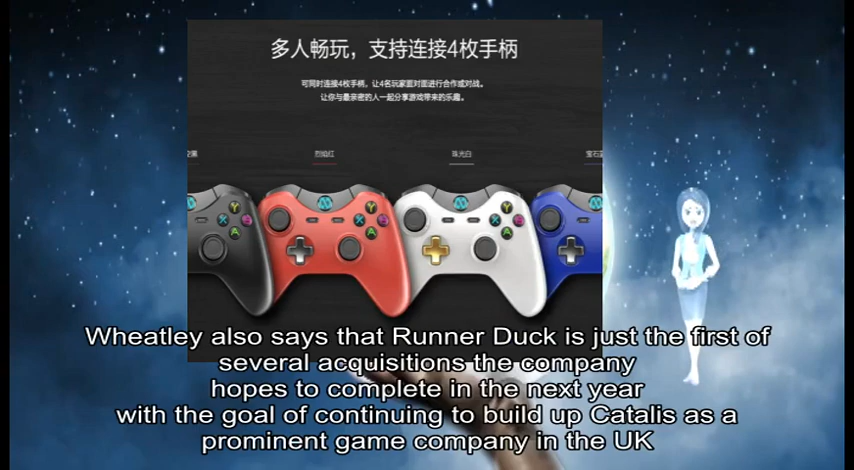 多人畅玩，支持连接4枚手柄
可同时连接4枚手柄，让4名玩家面对面进行合作或对战。
让你与最亲密的人一起分享游戏带来的乐趣。
烈焰红 珠光白 宝石蓝
Y Y
X B X B X
A A
Wheatley also says that Runner Duck is just the first of
several acquisitions the company
hopes to complete in the next year
with the goal of continuing to build up Catalis as a
prominent game company in the UK